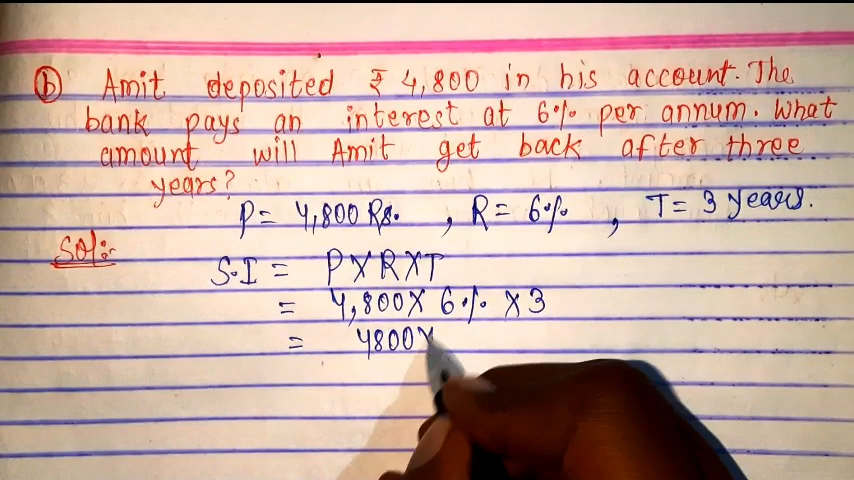 b Amit deposited ₹ 4,800 in his account. The
bank pays an interest at 6% per annum. What
amount will Amit get back after three
years?
P = 4,800 Rs. , R = 6% , T = 3 years.
Sol:-
S.I = P X R X T
= 4,800 X 6% X 3
= 4800 X